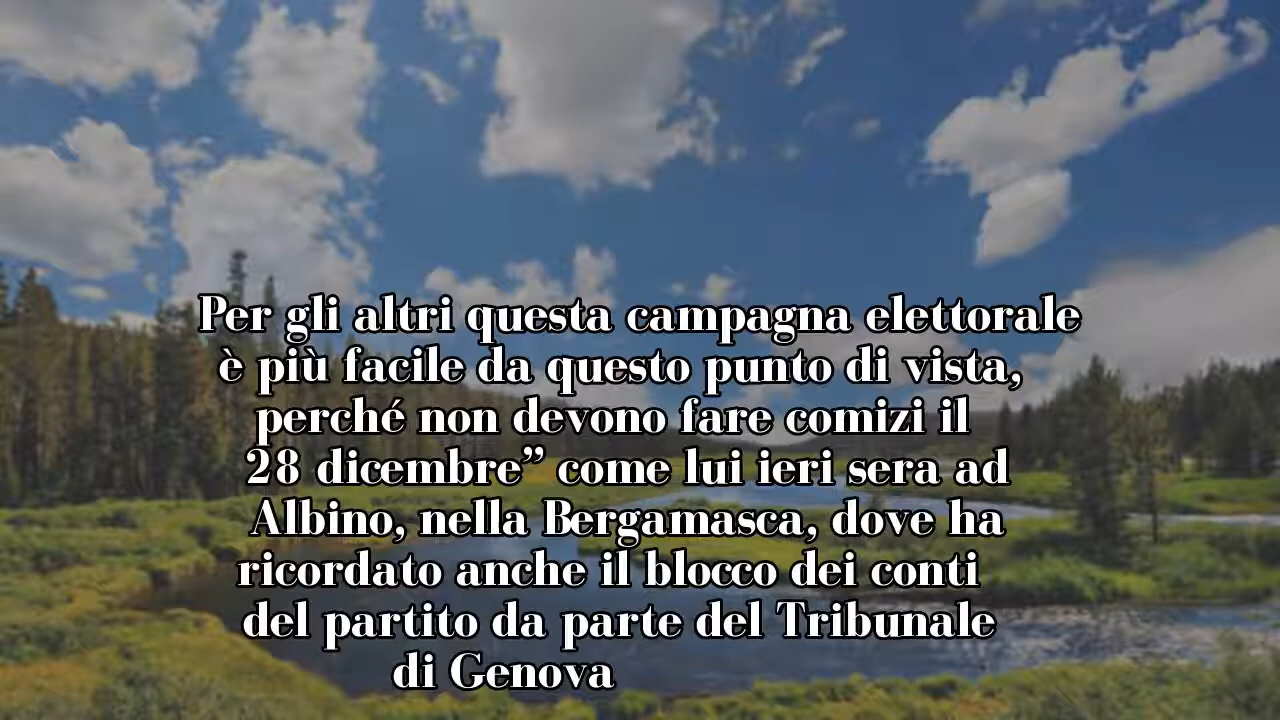 Per gli altri questa campagna elettorale
è più facile da questo punto di vista,
perché non devono fare comizi il
28 dicembre” come lui ieri sera ad
Albino, nella Bergamasca, dove ha
ricordato anche il blocco dei conti
del partito da parte del Tribunale
di Genova